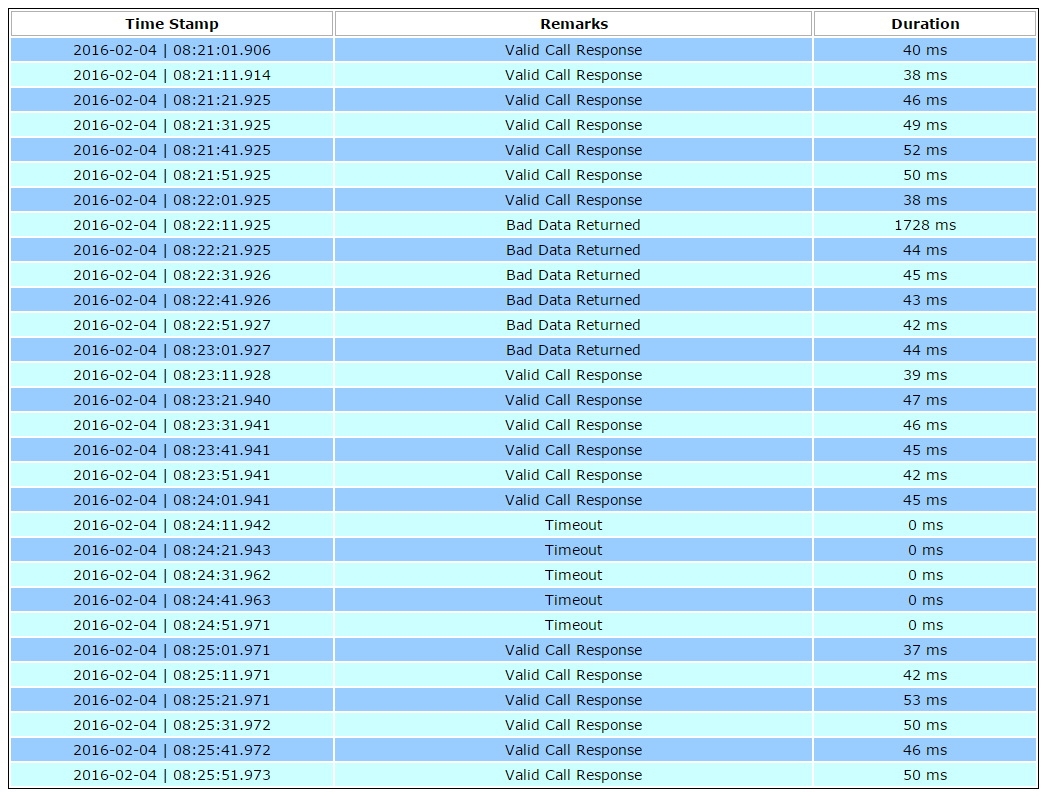 Time Stamp Remarks Duration
2016-02-04 | 08:21:01.906 Valid Call Response 40 ms
2016-02-04 | 08:21:11.914 Valid Call Response 38 ms
2016-02-04 | 08:21:21.925 Valid Call Response 46 ms
2016-02-04 | 08:21:31.925 Valid Call Response 49 ms
2016-02-04 | 08:21:41.925 Valid Call Response 52 ms
2016-02-04 | 08:21:51.925 Valid Call Response 50 ms
2016-02-04 | 08:22:01.925 Valid Call Response 38 ms
2016-02-04 | 08:22:11.925 Bad Data Returned 1728 ms
2016-02-04 | 08:22:21.925 Bad Data Returned 44 ms
2016-02-04 | 08:22:31.926 Bad Data Returned 45 ms
2016-02-04 | 08:22:41.926 Bad Data Returned 43 ms
2016-02-04 | 08:22:51.927 Bad Data Returned 42 ms
2016-02-04 | 08:23:01.927 Bad Data Returned 44 ms
2016-02-04 | 08:23:11.928 Valid Call Response 39 ms
2016-02-04 | 08:23:21.940 Valid Call Response 47 ms
2016-02-04 | 08:23:31.941 Valid Call Response 46 ms
2016-02-04 | 08:23:41.941 Valid Call Response 45 ms
2016-02-04 | 08:23:51.941 Valid Call Response 42 ms
2016-02-04 | 08:24:01.941 Valid Call Response 45 ms
2016-02-04 | 08:24:11.942 Timeout 0 ms
2016-02-04 | 08:24:21.943 Timeout 0 ms
2016-02-04 | 08:24:31.962 Timeout 0 ms
2016-02-04 | 08:24:41.963 Timeout 0 ms
2016-02-04 | 08:24:51.971 Timeout 0 ms
2016-02-04 | 08:25:01.971 Valid Call Response 37 ms
2016-02-04 | 08:25:11.971 Valid Call Response 42 ms
2016-02-04 | 08:25:21.971 Valid Call Response 53 ms
2016-02-04 | 08:25:31.972 Valid Call Response 50 ms
2016-02-04 | 08:25:41.972 Valid Call Response 46 ms
2016-02-04 | 08:25:51.973 Valid Call Response 50 ms